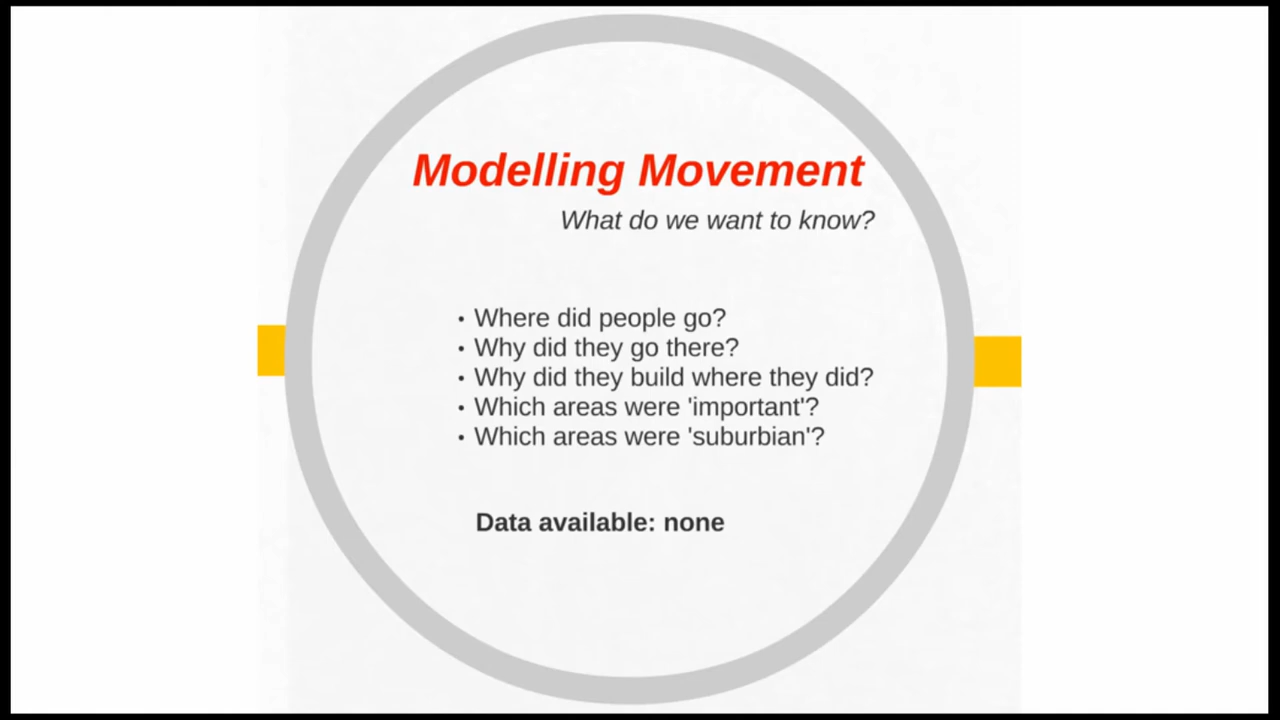 Modelling Movement
What do we want to know?
• Where did people go?
• Why did they go there?
• Why did they build where they did?
• Which areas were 'important'?
• Which areas were 'suburbian'?
Data available: none